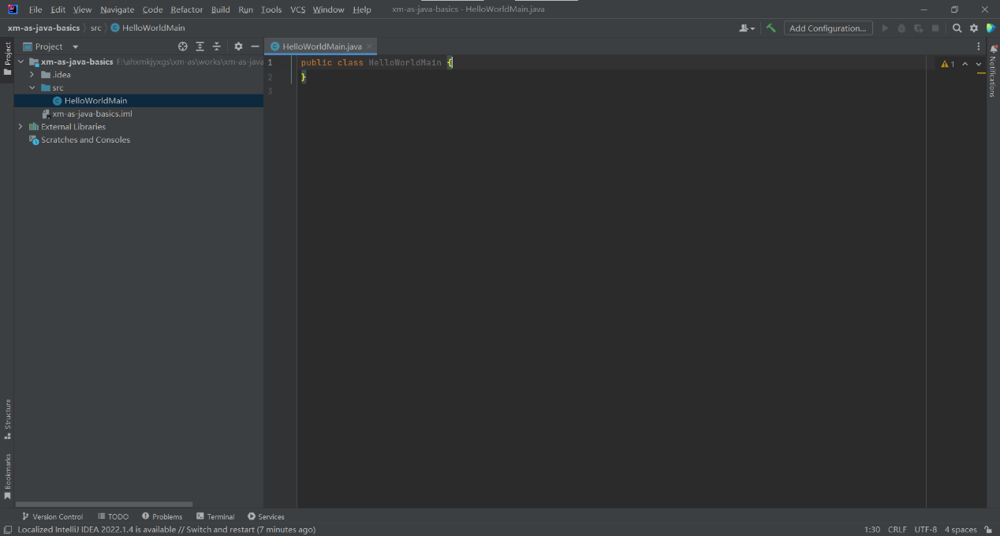 File Edit View Navigate Code Refactor Build Run Tools VCS Window Help xm-as-java-basics - HelloWorldMain.java
xm-as-java-basics src HelloWorldMain Add Configuration...
Project
Project HelloWorldMain.java
xm-as-java-basics F:\ahxmkjyxgs\xm-as\works\xm-as-java
.idea
src
HelloWorldMain
xm-as-java-basics.iml
External Libraries
Scratches and Consoles
1 public class HelloWorldMain {
2 }
3
1
Notifications
Structure
Bookmarks
Version Control TODO Problems Terminal Services
Localized IntelliJ IDEA 2022.1.4 is available // Switch and restart (7 minutes ago) 1:30 CRLF UTF-8 4 spaces